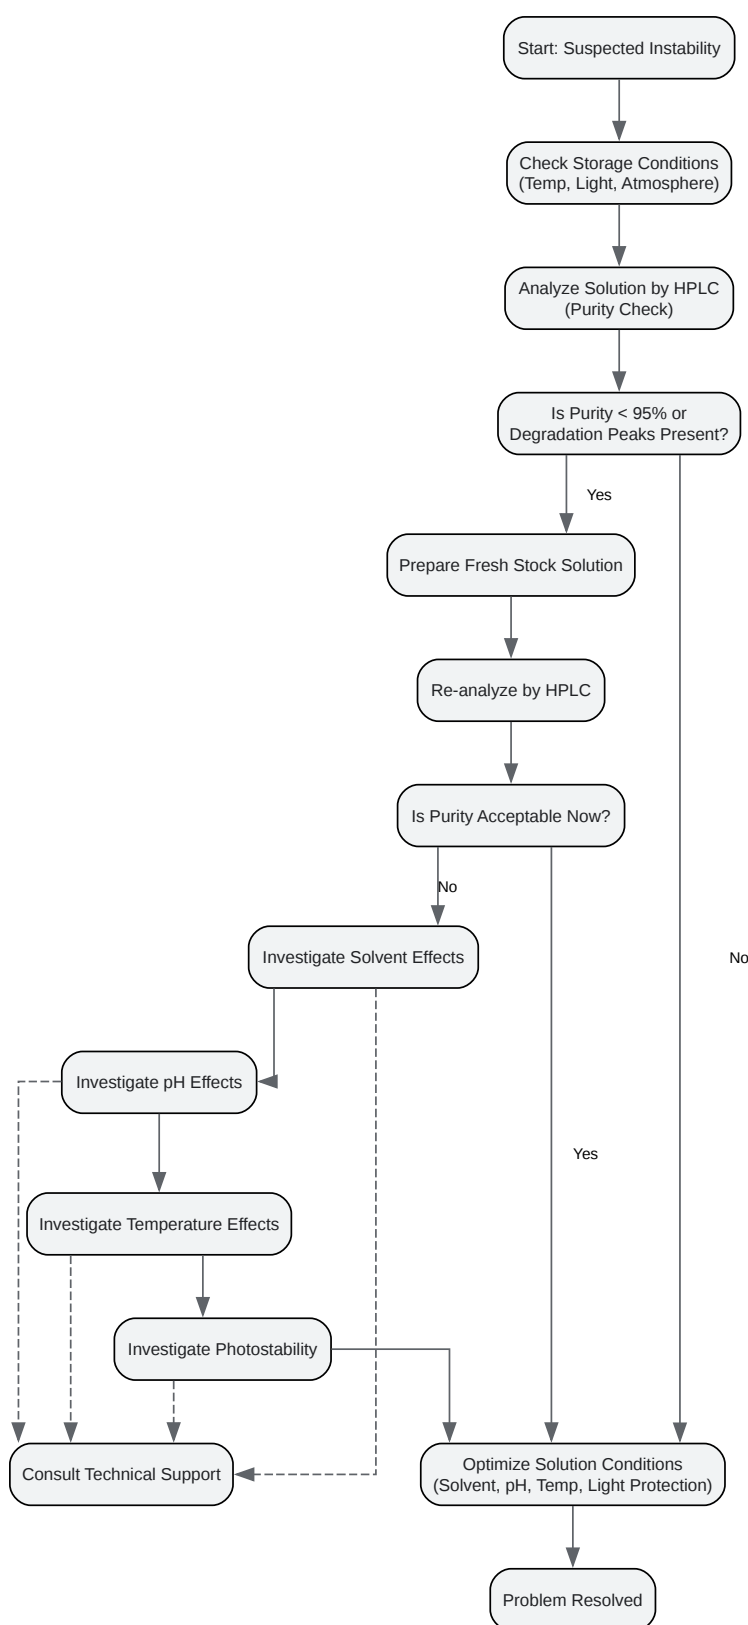 Start: Suspected Instability
Check Storage Conditions
(Temp, Light, Atmosphere)
Analyze Solution by HPLC
(Purity Check)
Is Purity < 95% or
Degradation Peaks Present?
Yes
Prepare Fresh Stock Solution
Re-analyze by HPLC
Is Purity Acceptable Now?
No
Investigate Solvent Effects
No
Investigate pH Effects
Yes
Investigate Temperature Effects
Investigate Photostability
Consult Technical Support
Optimize Solution Conditions
(Solvent, pH, Temp, Light Protection)
Problem Resolved